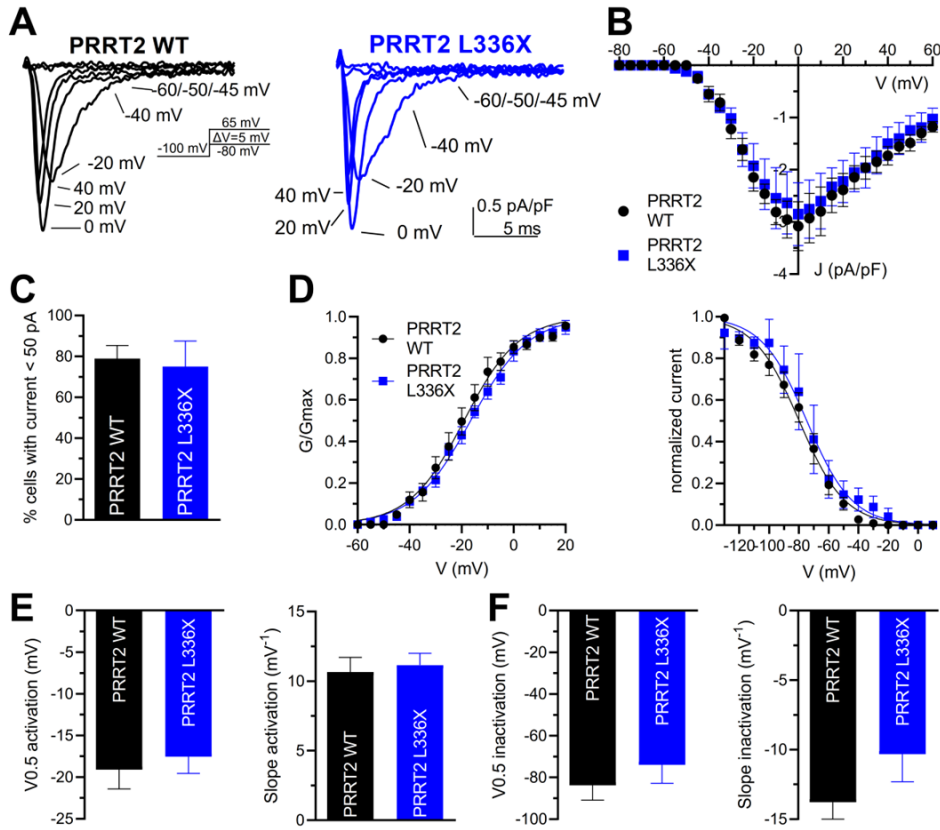 A
PRRT2 WT
-60/-50/-45 mV
-40 mV
65 mV
ΔV=5 mV
-100 mV
-80 mV
-20 mV
40 mV
20 mV
0 mV
PRRT2 L336X
-60/-50/-45 mV
-40 mV
-20 mV
40 mV
20 mV
0 mV
0.5 pA/pF
5 ms
B
-80 -60 -40 -20 0 20 40 60
V (mV)
-1
-2
-3
-4
J (pA/pF)
PRRT2
WT
PRRT2
L336X
C
% cells with current < 50 pA
100
80
60
40
20
0
PRRT2 WT
PRRT2 L336X
D
G/Gmax
1.0
0.8
0.6
0.4
0.2
0.0
-60 -40 -20 0 20
V (mV)
PRRT2
WT
PRRT2
L336X
normalized current
1.0
0.8
0.6
0.4
0.2
0.0
-120 -100 -80 -60 -40 -20 0
V (mV)
E
V0.5 activation (mV)
0
-5
-10
-15
-20
-25
PRRT2 WT
PRRT2 L336X
Slope activation (mV⁻¹)
15
10
5
0
PRRT2 WT
PRRT2 L336X
F
V0.5 inactivation (mV)
0
-20
-40
-60
-80
-100
PRRT2 WT
PRRT2 L336X
Slope inactivation (mV⁻¹)
0
-5
-10
-15
PRRT2 WT
PRRT2 L336X